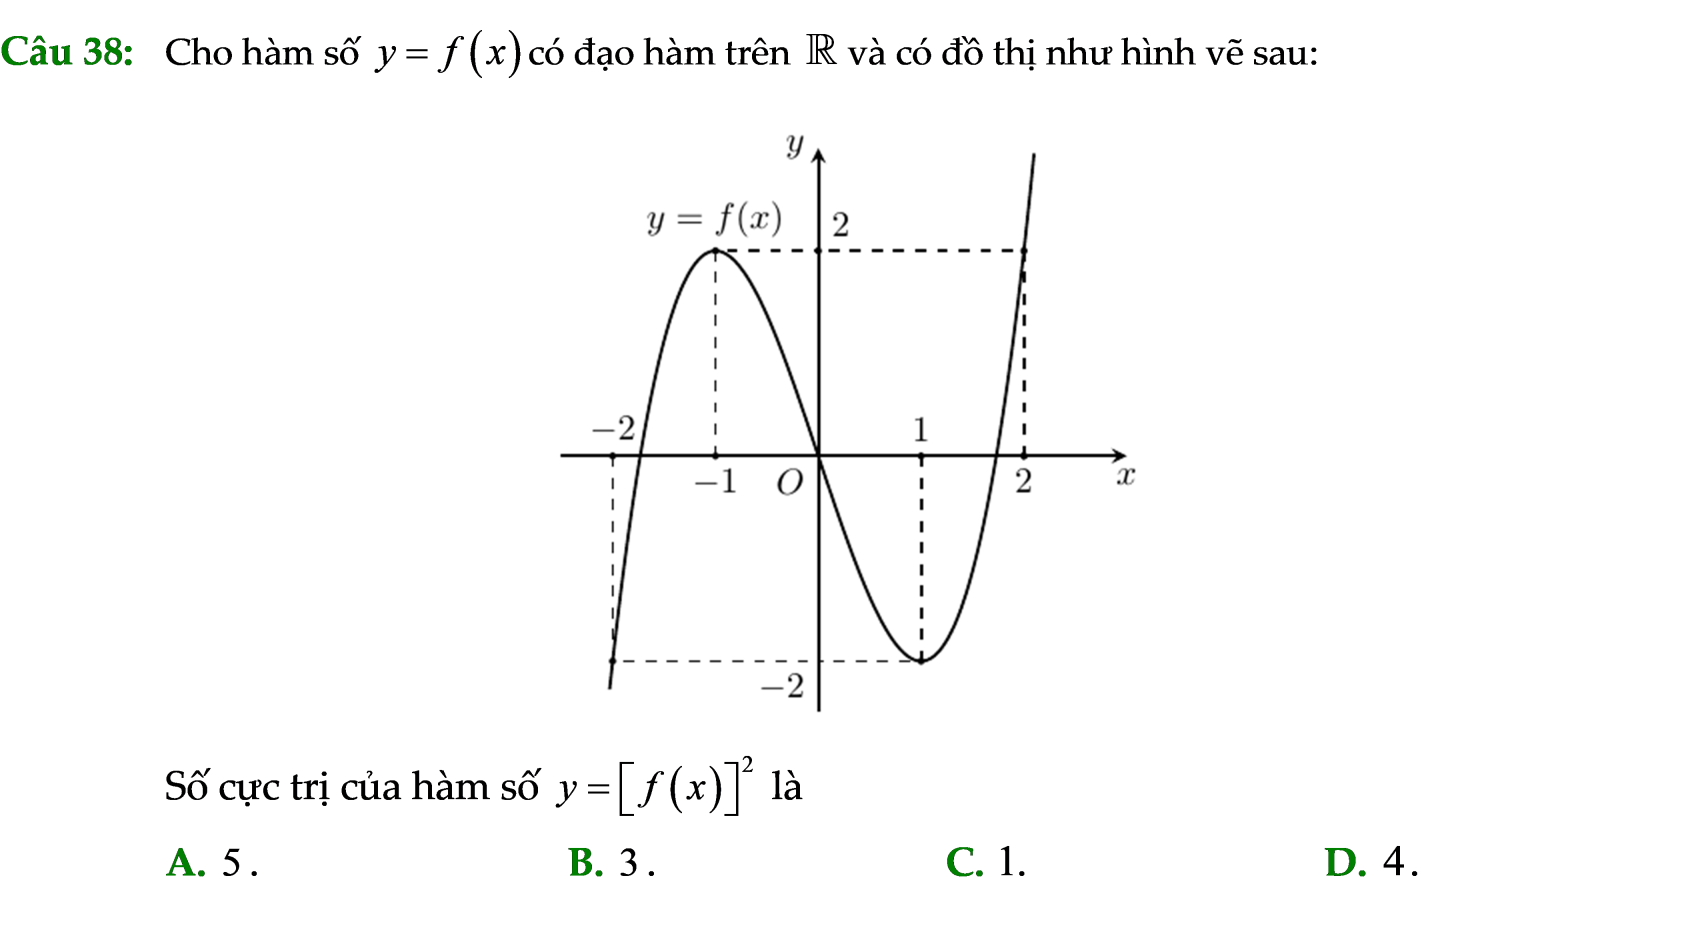 Câu 38: Cho hàm số y = f(x) có đạo hàm trên ℝ và có đồ thị như hình vẽ sau:
y
y = f(x) 2
−2 1
−1 O 2 x
−2
Số cực trị của hàm số y = [f(x)]² là
A. 5. B. 3. C. 1. D. 4.